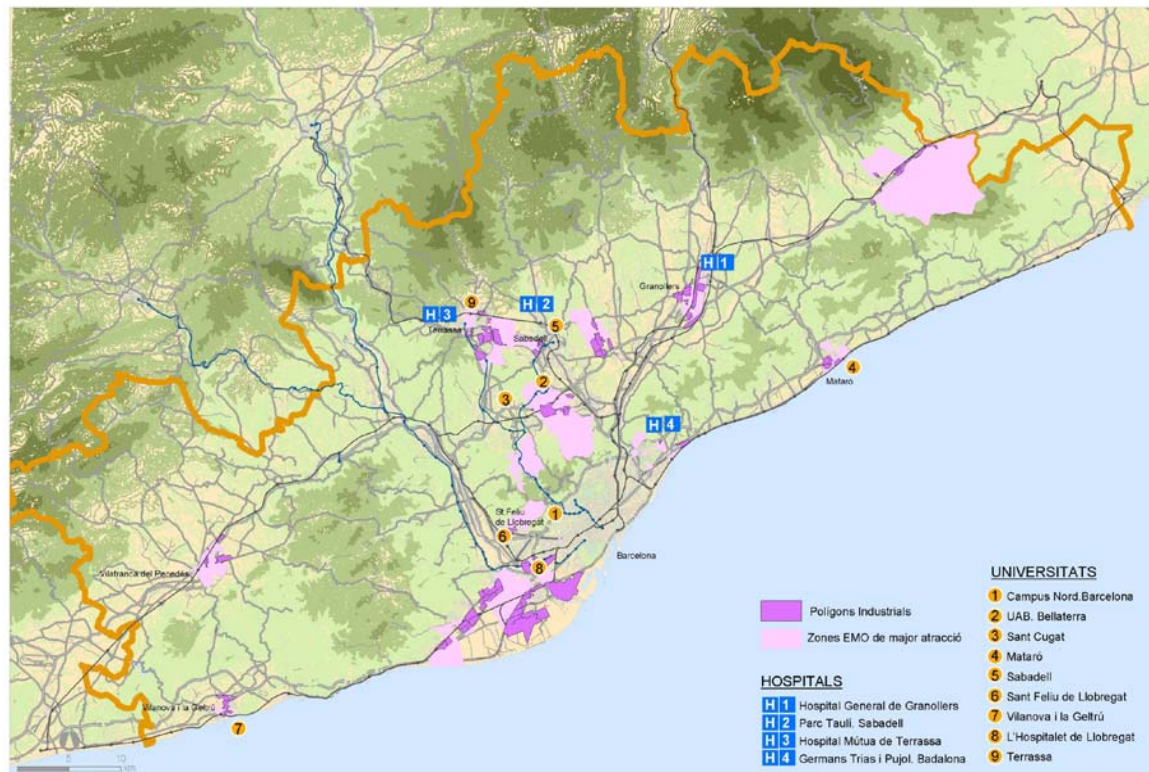 H 1
Granollers
9
H 2
H 3
Terrassa
5
Sabadell
2
3
4
Mataró
H 4
St.Feliu
de Llobregat
1
6
Barcelona
8
Vilafranca del Penedès
Vilanova i la Geltrú
7
0 5 10
Polígons Industrials
Zones EMO de major atracció
HOSPITALS
H 1 Hospital General de Granollers
H 2 Parc Taulí. Sabadell
H 3 Hospital Mútua de Terrassa
H 4 Germans Trias i Pujol. Badalona
UNIVERSITATS
1 Campus Nord.Barcelona
2 UAB. Bellaterra
3 Sant Cugat
4 Mataró
5 Sabadell
6 Sant Feliu de Llobregat
7 Vilanova i la Geltrú
8 L'Hospitalet de Llobregat
9 Terrassa